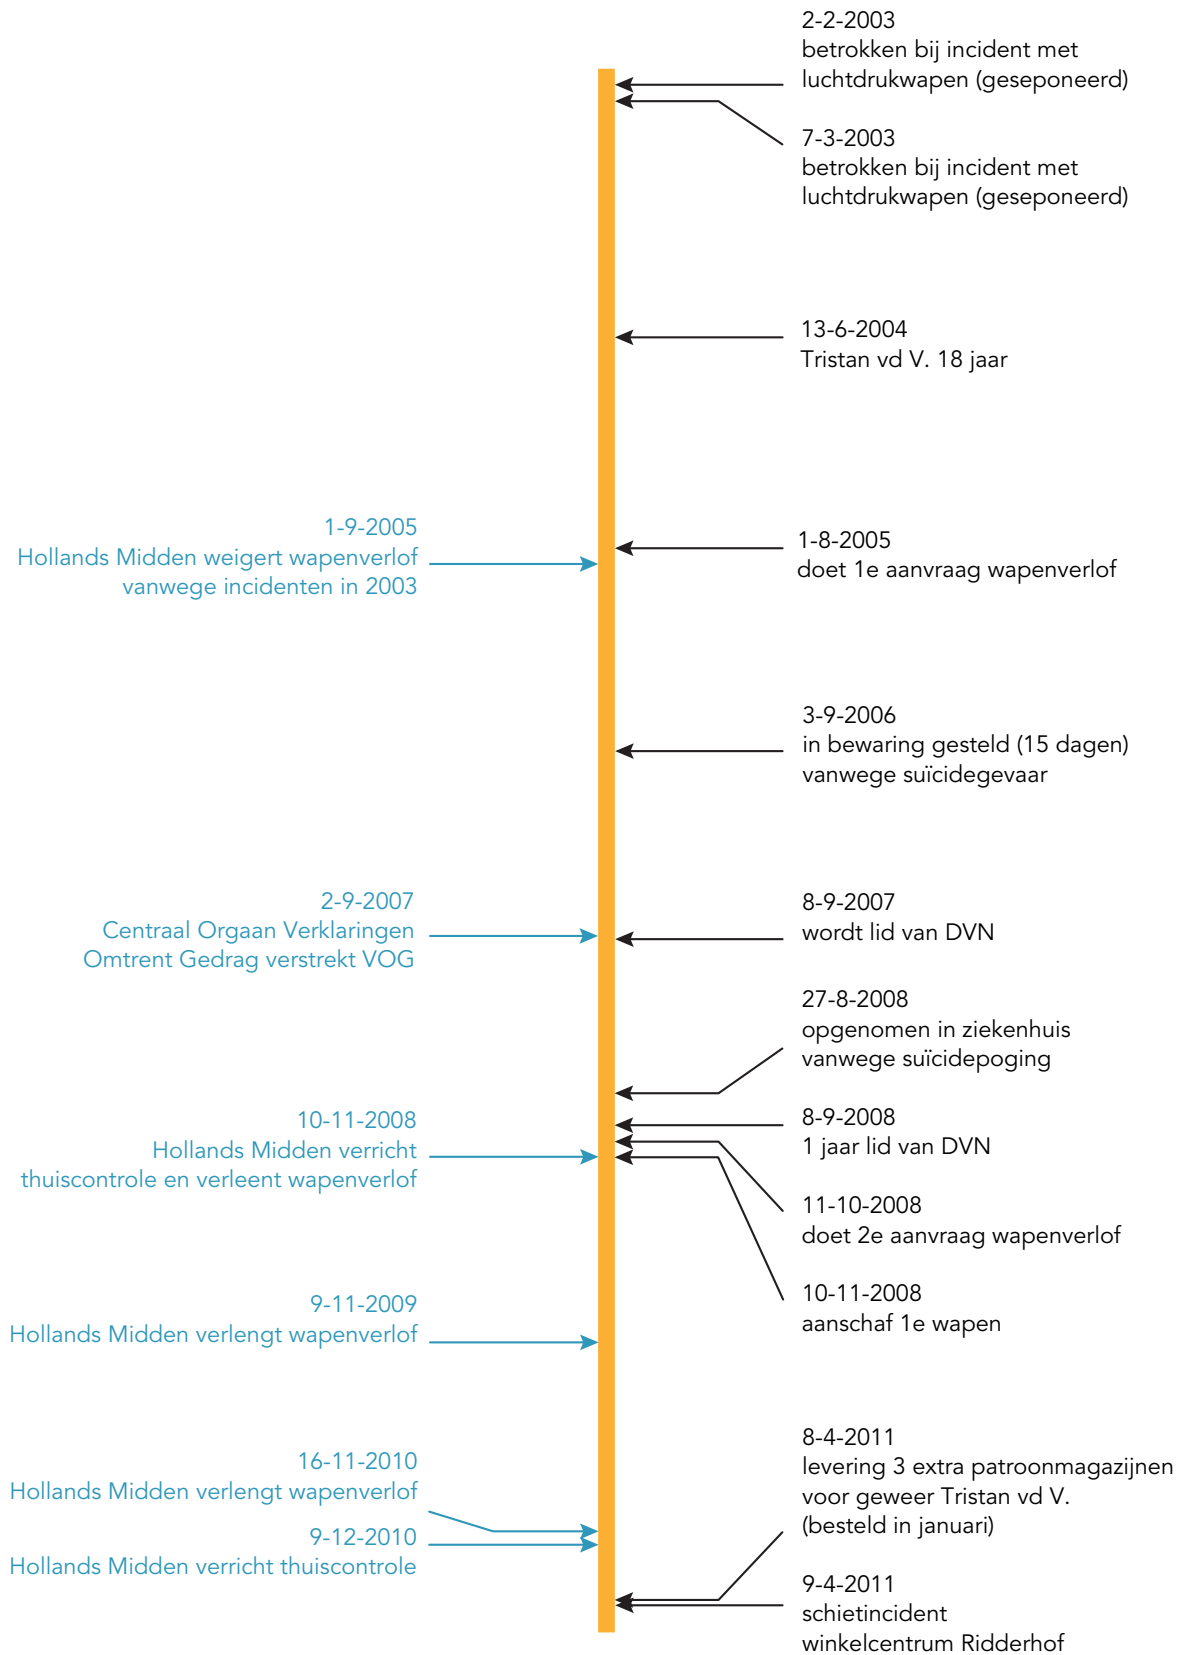 2-2-2003
betrokken bij incident met
luchtdrukwapen (geseponeerd)
7-3-2003
betrokken bij incident met
luchtdrukwapen (geseponeerd)
13-6-2004
Tristan vd V. 18 jaar
1-9-2005
Hollands Midden weigert wapenverlof
vanwege incidenten in 2003
1-8-2005
doet 1e aanvraag wapenverlof
3-9-2006
in bewaring gesteld (15 dagen)
vanwege suïcidegevaar
2-9-2007
Centraal Orgaan Verklaringen
Omtrent Gedrag verstrekt VOG
8-9-2007
wordt lid van DVN
27-8-2008
opgenomen in ziekenhuis
vanwege suïcidepoging
10-11-2008
Hollands Midden verricht
thuiscontrole en verleent wapenverlof
8-9-2008
1 jaar lid van DVN
11-10-2008
doet 2e aanvraag wapenverlof
10-11-2008
aanschaf 1e wapen
9-11-2009
Hollands Midden verlengt wapenverlof
16-11-2010
Hollands Midden verlengt wapenverlof
9-12-2010
Hollands Midden verricht thuiscontrole
8-4-2011
levering 3 extra patroonmagazijnen
voor geweer Tristan vd V.
(besteld in januari)
9-4-2011
schietincident
winkelcentrum Ridderhof